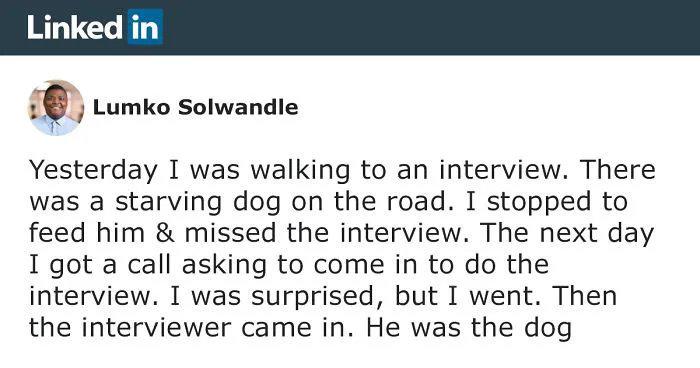 Linked in
Lumko Solwandle
Yesterday I was walking to an interview. There
was a starving dog on the road. I stopped to
feed him & missed the interview. The next day
I got a call asking to come in to do the
interview. I was surprised, but I went. Then
the interviewer came in. He was the dog